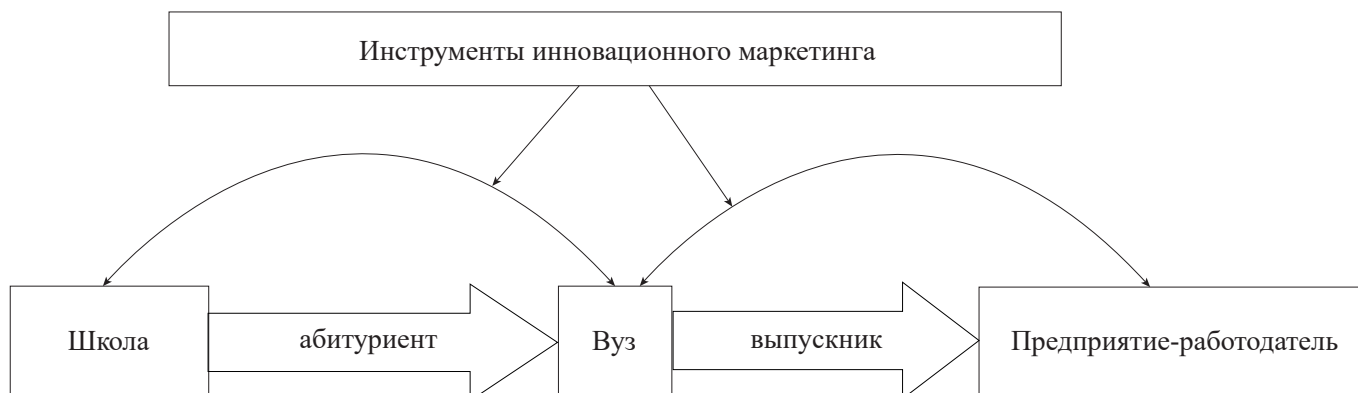 Инструменты инновационного маркетинга
Школа
абитуриент
Вуз
выпускник
Предприятие-работодатель